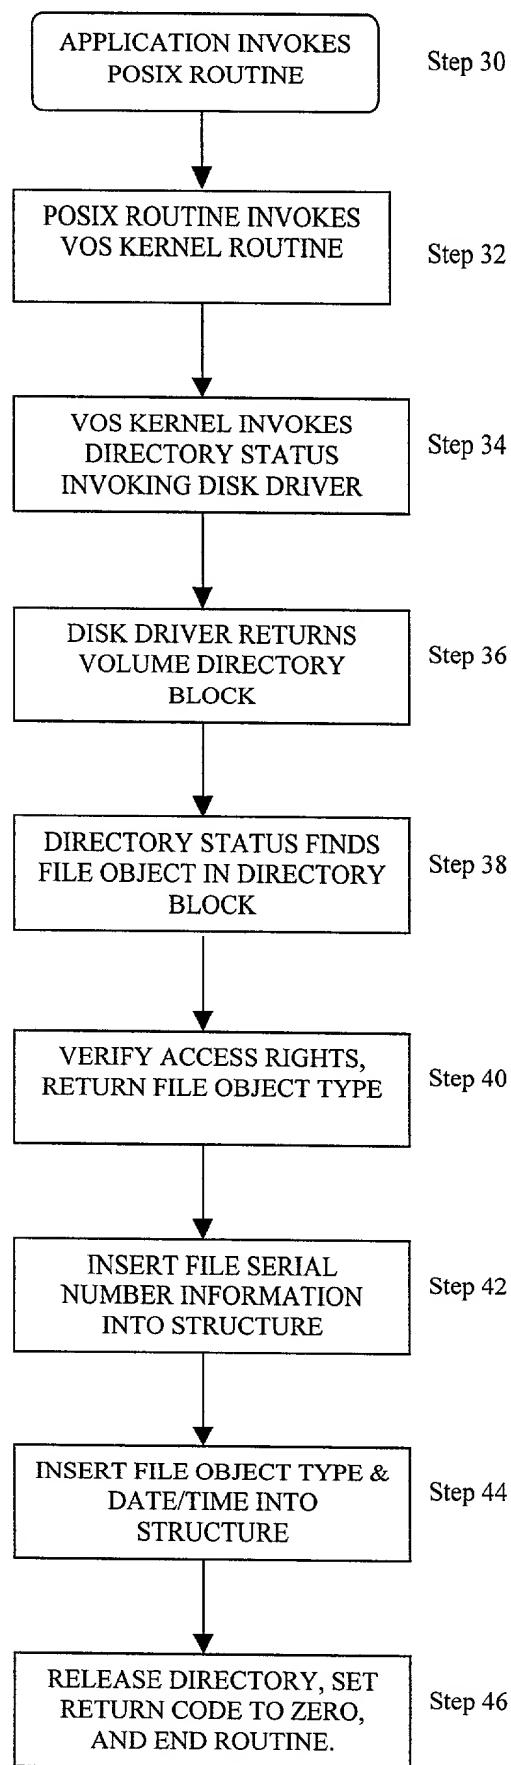 APPLICATION INVOKES
POSIX ROUTINE
Step 30
POSIX ROUTINE INVOKES
VOS KERNEL ROUTINE
Step 32
VOS KERNEL INVOKES
DIRECTORY STATUS
INVOKING DISK DRIVER
Step 34
DISK DRIVER RETURNS
VOLUME DIRECTORY
BLOCK
Step 36
DIRECTORY STATUS FINDS
FILE OBJECT IN DIRECTORY
BLOCK
Step 38
VERIFY ACCESS RIGHTS,
RETURN FILE OBJECT TYPE
Step 40
INSERT FILE SERIAL
NUMBER INFORMATION
INTO STRUCTURE
Step 42
INSERT FILE OBJECT TYPE &
DATE/TIME INTO
STRUCTURE
Step 44
RELEASE DIRECTORY, SET
RETURN CODE TO ZERO,
AND END ROUTINE.
Step 46